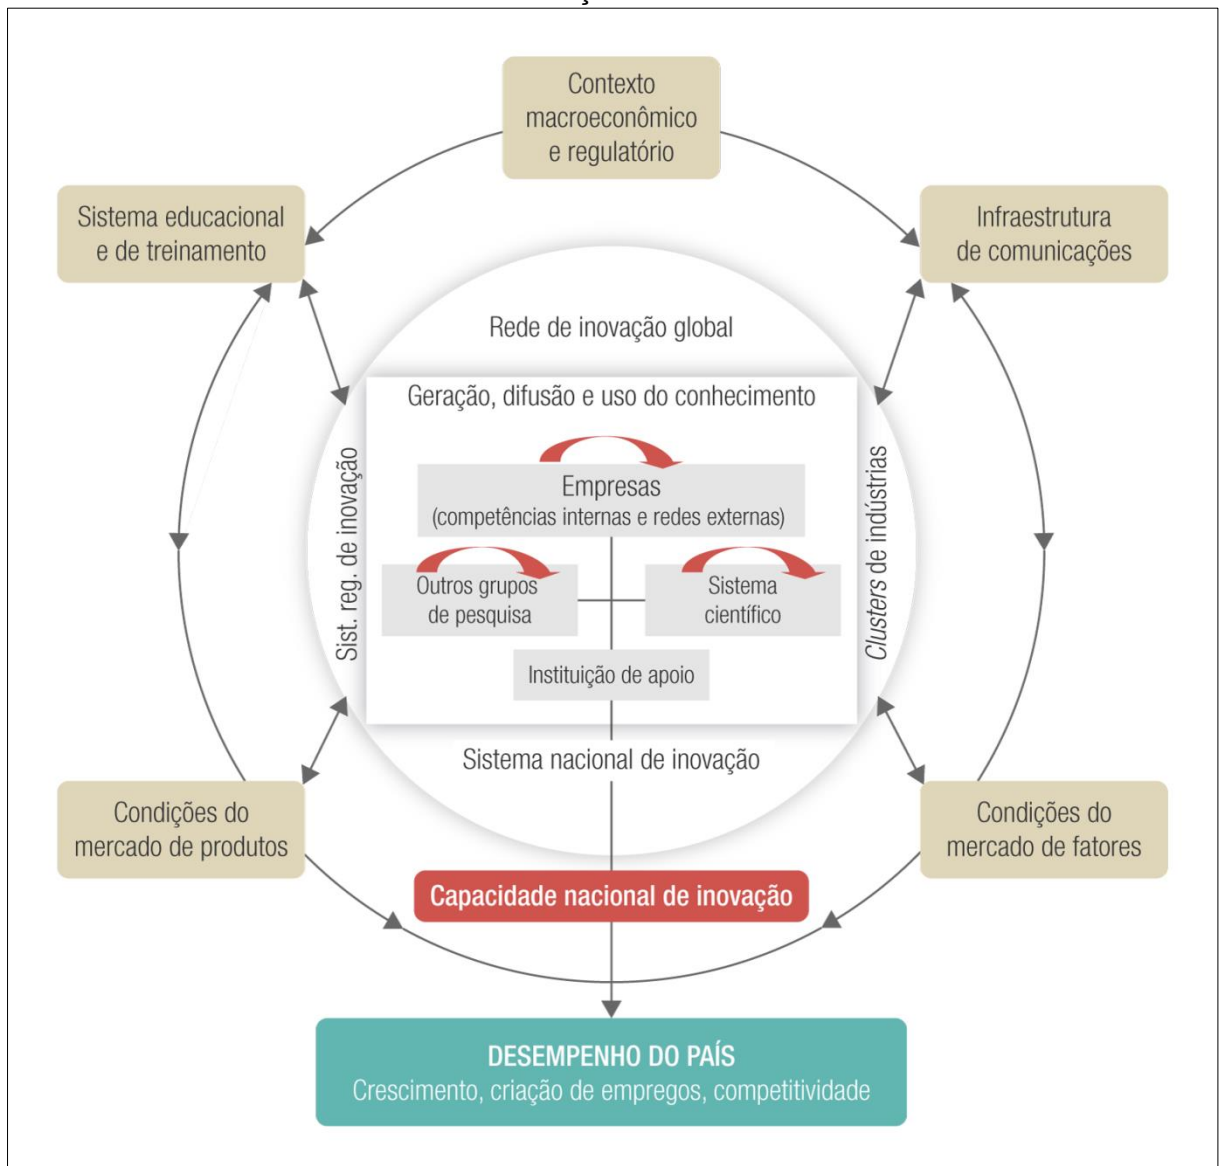 Contexto
macroeconômico
e regulatório
Sistema educacional
e de treinamento
Infraestrutura
de comunicações
Rede de inovação global
Geração, difusão e uso do conhecimento
Sist. reg. de inovação
Clusters de indústrias
Empresas
(competências internas e redes externas)
Outros grupos
de pesquisa
Sistema
científico
Instituição de apoio
Sistema nacional de inovação
Condições do
mercado de produtos
Condições do
mercado de fatores
Capacidade nacional de inovação
DESEMPENHO DO PAÍS
Crescimento, criação de empregos, competitividade